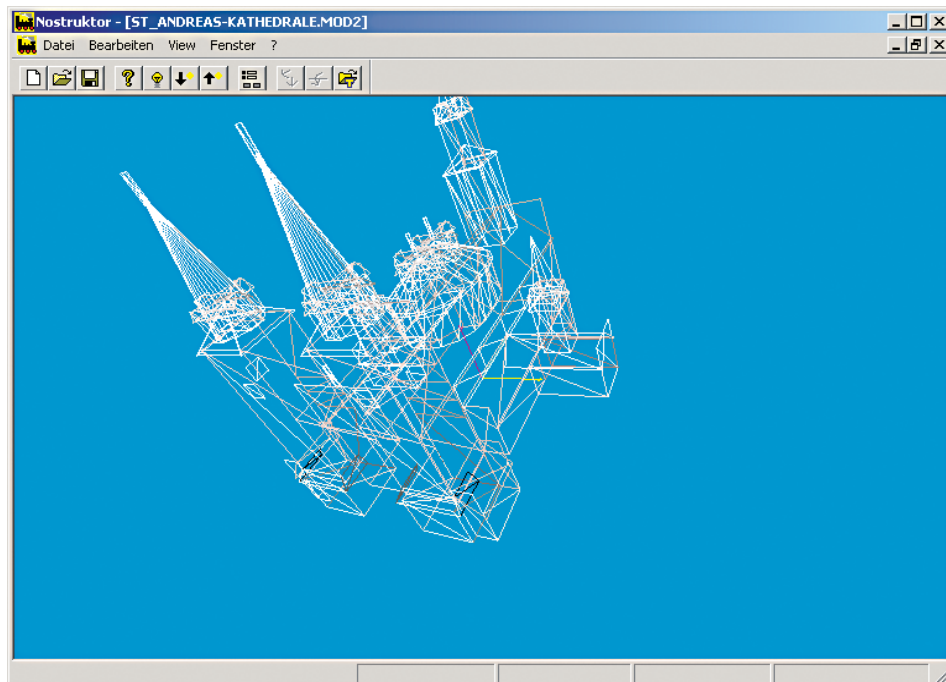 Nostruktor - [ST_ANDREAS-KATHEDRALE.MOD2]
Datei Bearbeiten View Fenster ?